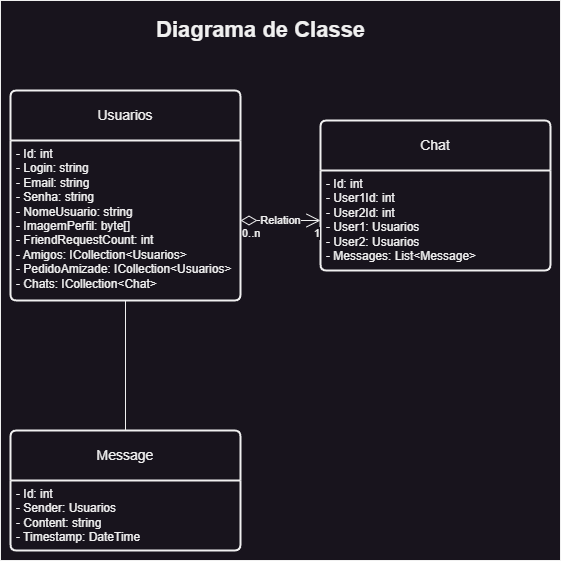 Diagrama de Classe
Usuarios
- Id: int
- Login: string
- Email: string
- Senha: string
- NomeUsuario: string
- ImagemPerfil: byte[]
- FriendRequestCount: int
- Amigos: ICollection<Usuarios>
- PedidoAmizade: ICollection<Usuarios>
- Chats: ICollection<Chat>
Relation
0..n
1
Chat
- Id: int
- User1Id: int
- User2Id: int
- User1: Usuarios
- User2: Usuarios
- Messages: List<Message>
Message
- Id: int
- Sender: Usuarios
- Content: string
- Timestamp: DateTime